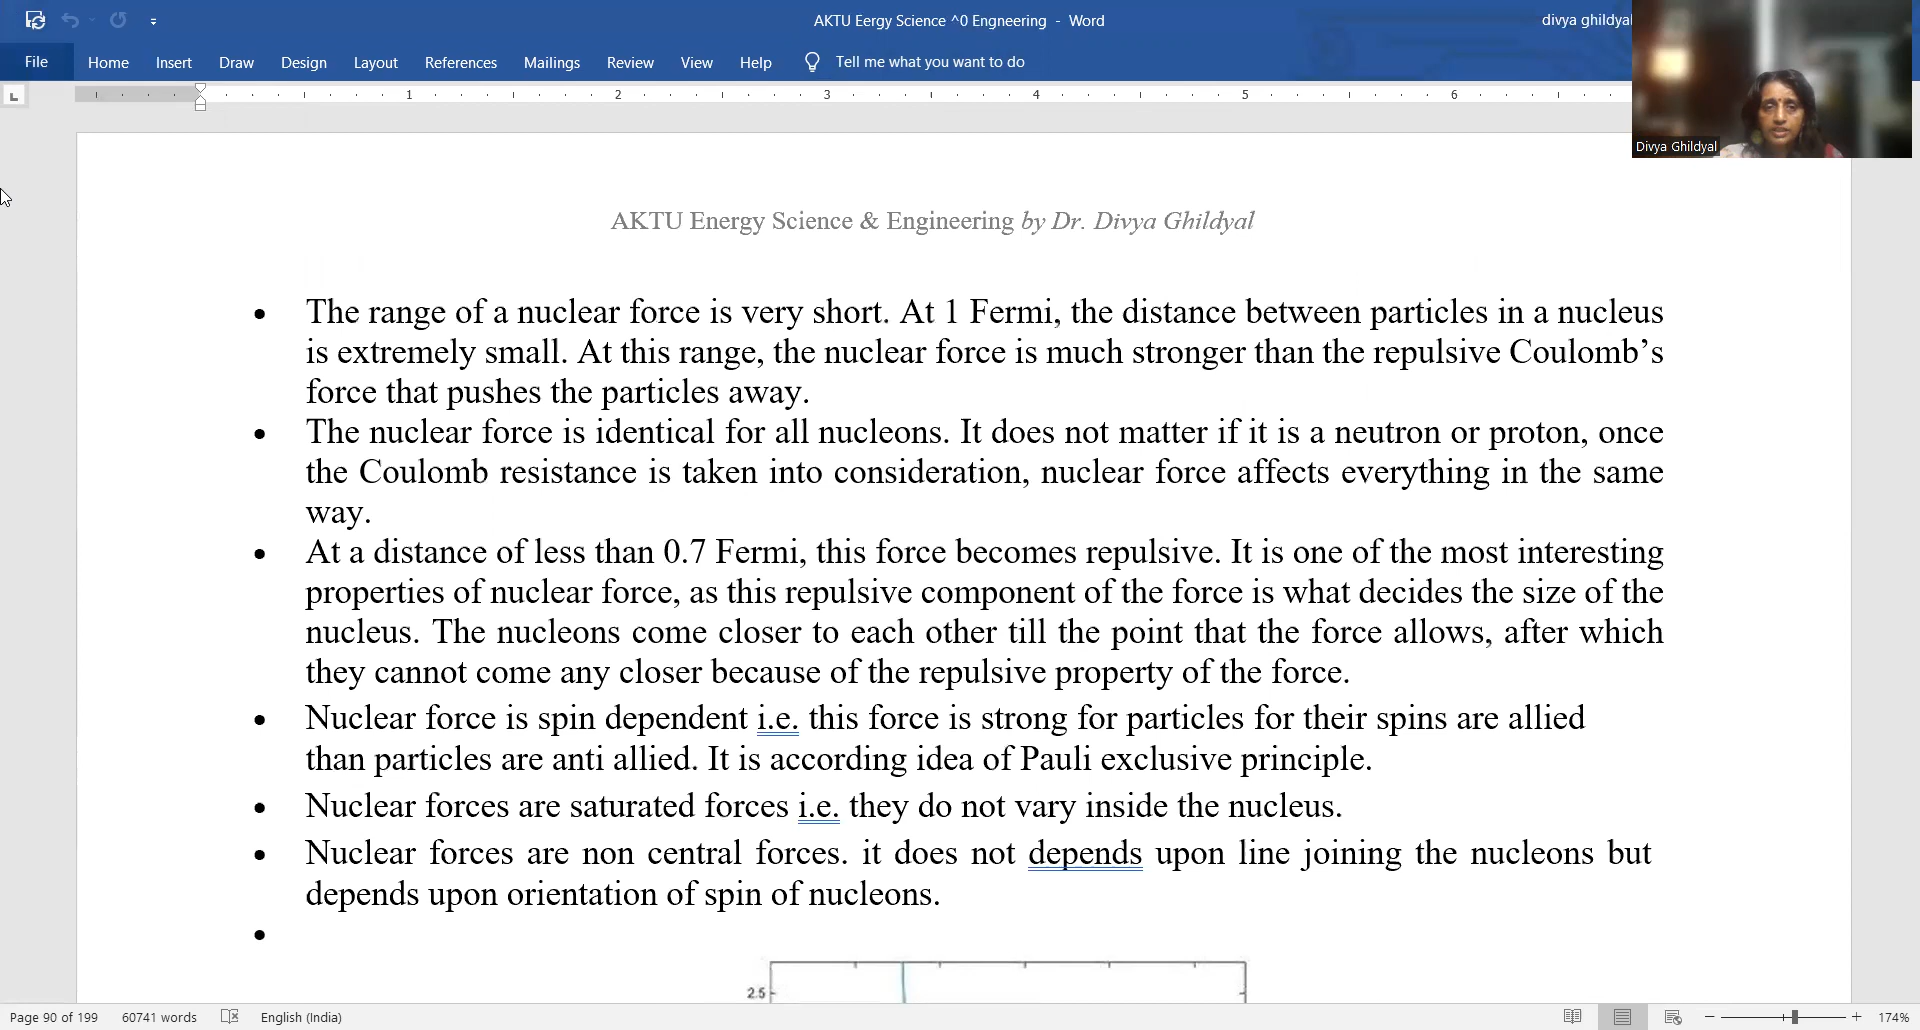 AKTU Eergy Science ^0 Engneering - Word
divya ghildyal
File Home Insert Draw Design Layout References Mailings Review View Help Tell me what you want to do
1 2 3 4 5 6
Divya Ghildyal
AKTU Energy Science & Engineering by Dr. Divya Ghildyal
• The range of a nuclear force is very short. At 1 Fermi, the distance between particles in a nucleus
is extremely small. At this range, the nuclear force is much stronger than the repulsive Coulomb’s
force that pushes the particles away.
• The nuclear force is identical for all nucleons. It does not matter if it is a neutron or proton, once
the Coulomb resistance is taken into consideration, nuclear force affects everything in the same
way.
• At a distance of less than 0.7 Fermi, this force becomes repulsive. It is one of the most interesting
properties of nuclear force, as this repulsive component of the force is what decides the size of the
nucleus. The nucleons come closer to each other till the point that the force allows, after which
they cannot come any closer because of the repulsive property of the force.
• Nuclear force is spin dependent i.e. this force is strong for particles for their spins are allied
than particles are anti allied. It is according idea of Pauli exclusive principle.
• Nuclear forces are saturated forces i.e. they do not vary inside the nucleus.
• Nuclear forces are non central forces. it does not depends upon line joining the nucleons but
depends upon orientation of spin of nucleons.
•
2.5
Page 90 of 199 60741 words English (India) 174%